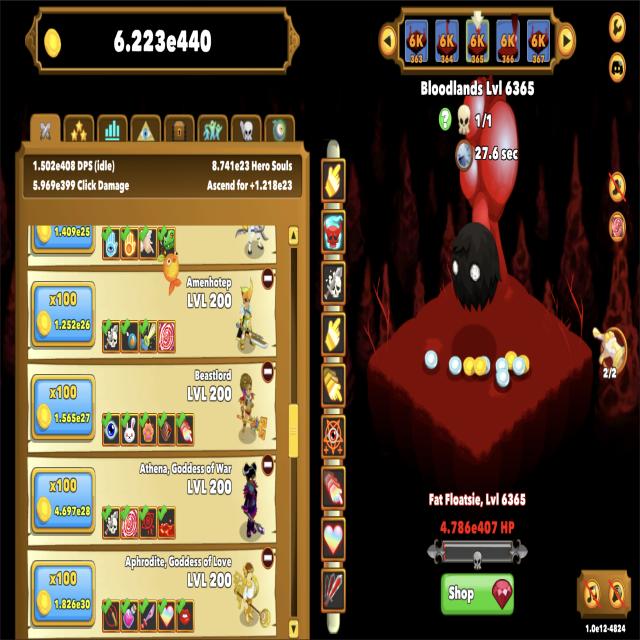 6.223e440
6K 6K 6K 6K 6K
363 364 365 366 367
Bloodlands Lvl 6365
1/1
27.6 sec
1.502e408 DPS (idle)
8.741e23 Hero Souls
5.969e399 Click Damage
Ascend for +1.218e23
1.409e25
Amenhotep
LVL 200
x100
1.252e26
Beastlord
LVL 200
x100
1.565e27
Athena, Goddess of War
LVL 200
x100
4.697e28
Aphrodite, Goddess of Love
LVL 200
x100
1.826e30
2/2
Fat Floatsie, Lvl 6365
4.786e407 HP
Shop
1.0e12-4824